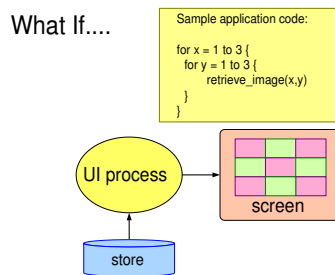 What If....
Sample application code:
for x = 1 to 3 {
for y = 1 to 3 {
retrieve_image(x,y)
}
}
UI process
screen
store